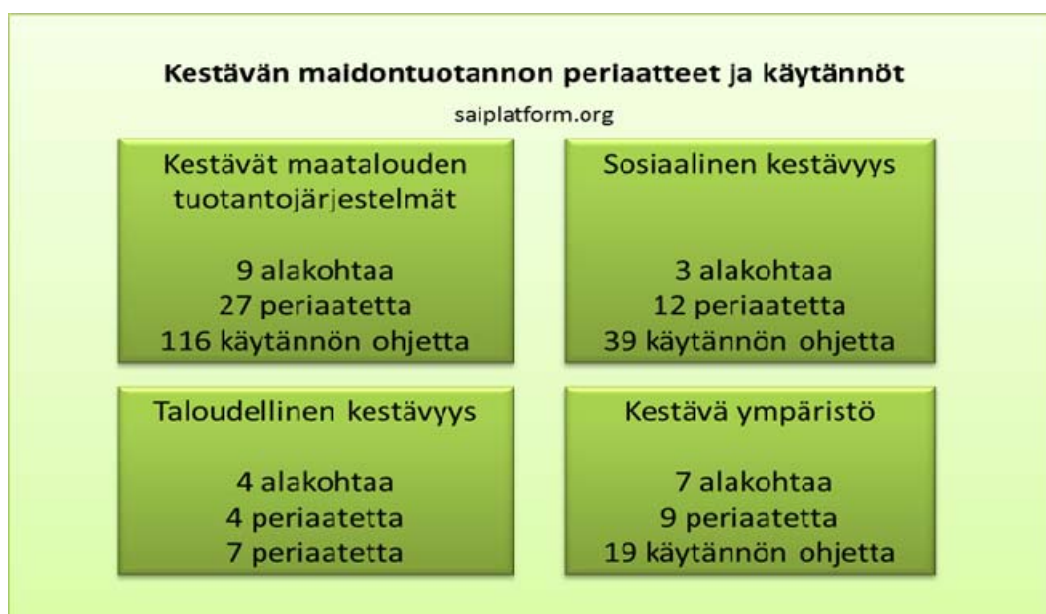 Kestävän maidontuotannon periaatteet ja käytännöt
saiplatform.org
Kestävät maatalouden
tuotantojärjestelmät
9 alakohtaa
27 periaatetta
116 käytännön ohjetta
Sosiaalinen kestävyys
3 alakohtaa
12 periaatetta
39 käytännön ohjetta
Taloudellinen kestävyys
4 alakohtaa
4 periaatetta
7 periaatetta
Kestävä ympäristö
7 alakohtaa
9 periaatetta
19 käytännön ohjetta